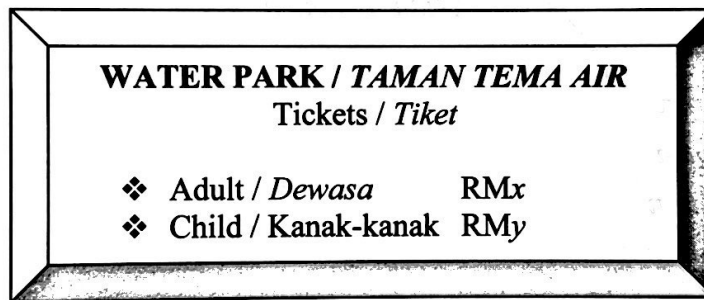 WATER PARK / TAMAN TEMA AIR
Tickets / Tiket
❖ Adult / Dewasa RMx
❖ Child / Kanak-kanak RMy